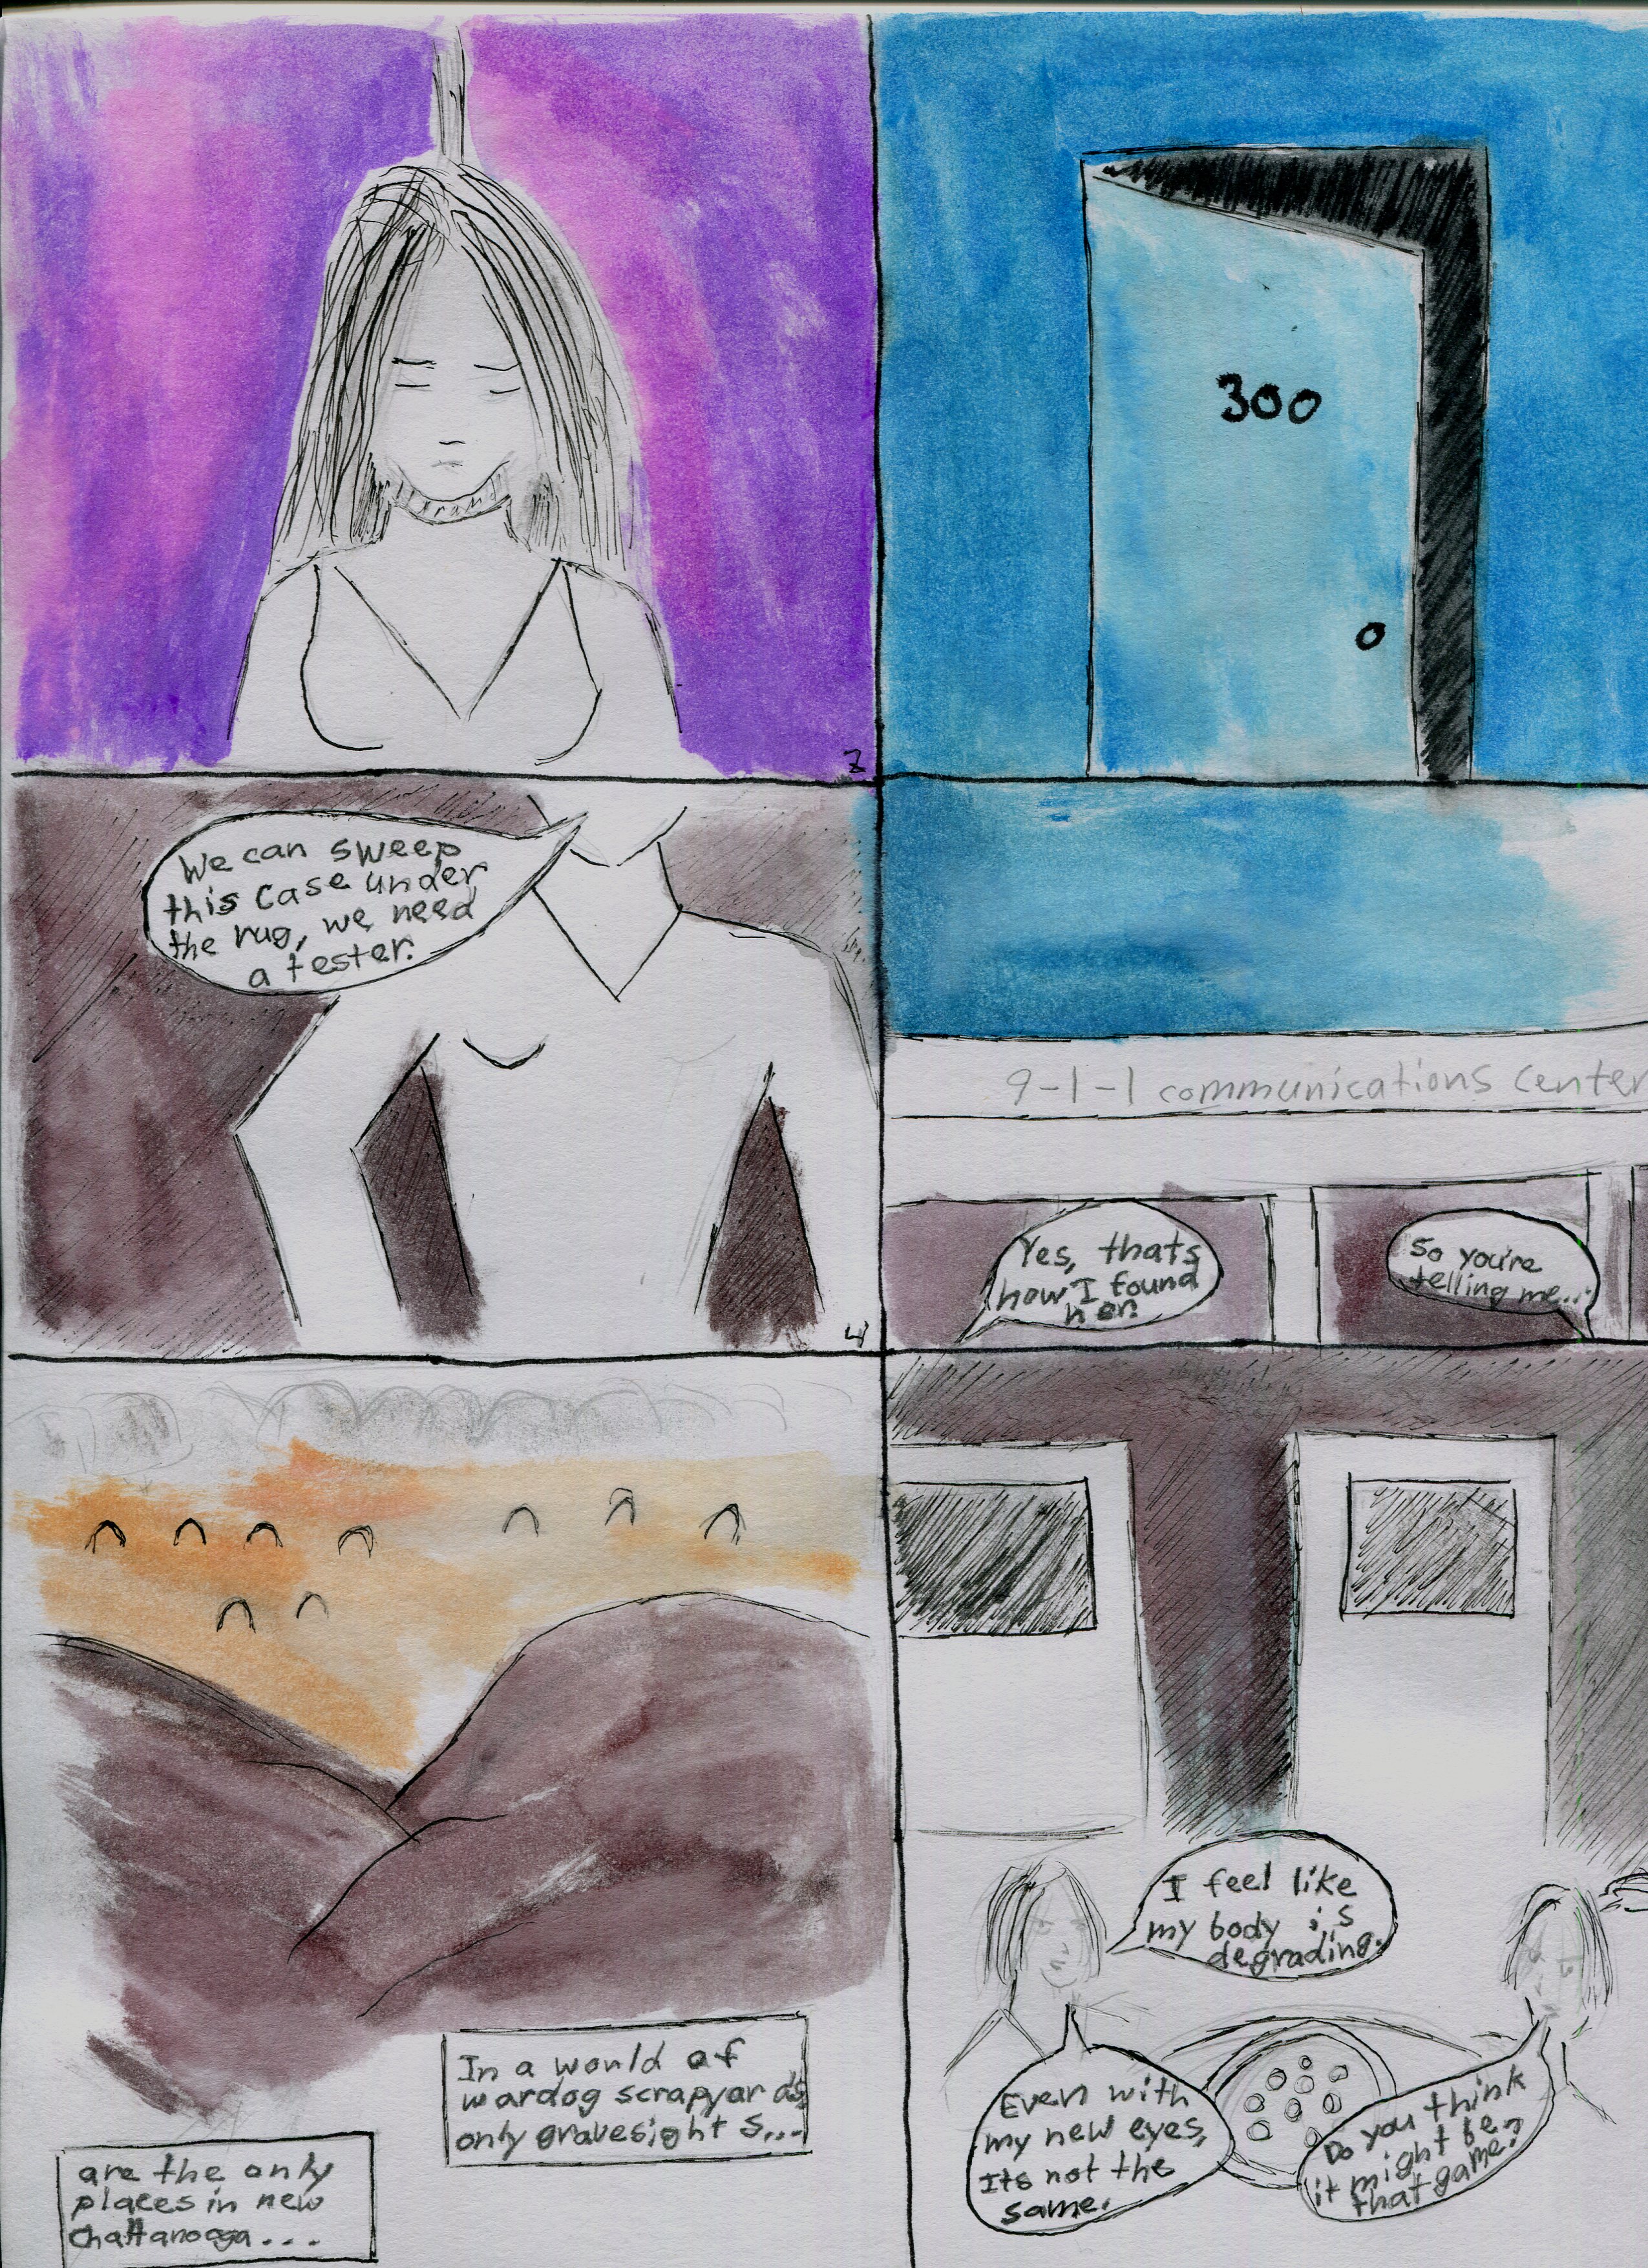 2
300
We can sweep
this case under
the rug, we need
a tester.
4
9-1-1 communications center
Yes, thats
how I found
her.
So you're
telling me...
In a world of
wardog scrapyards
only gravesight s...
are the only
places in new
Chattanooga...
I feel like
my body is
degrading.
Even with
my new eyes,
Its not the
same.
Do you think
it might be
that game?